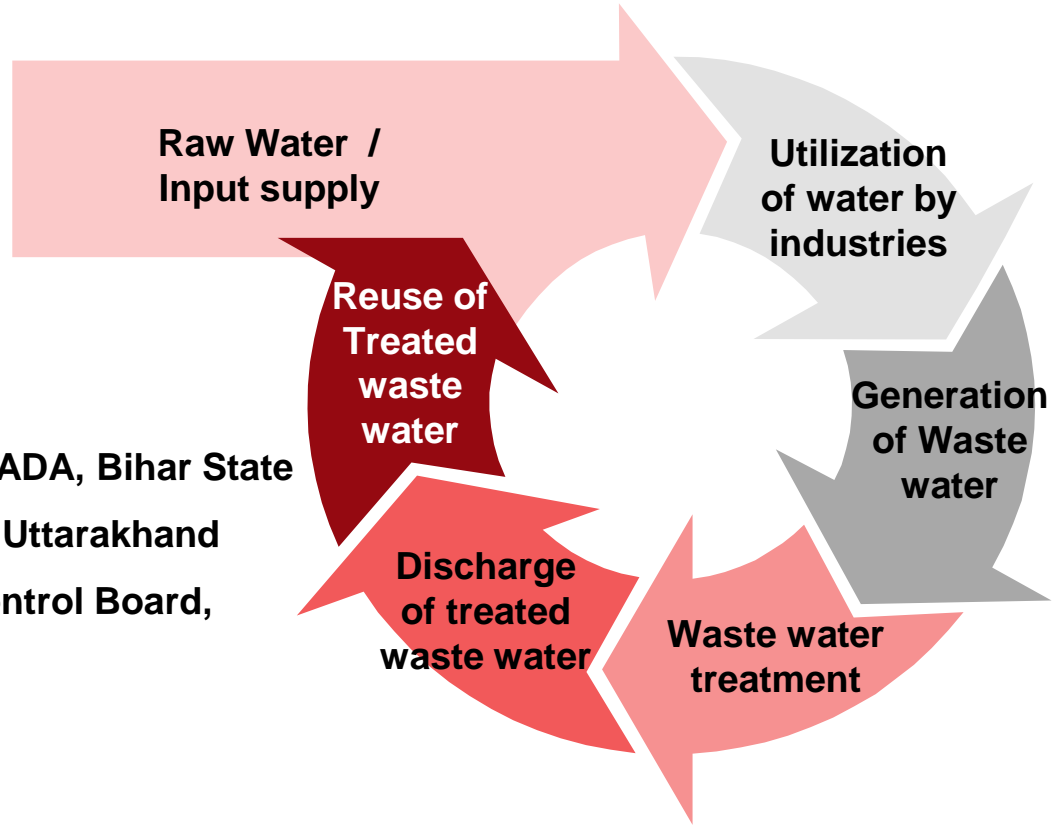 Raw Water /
Input supply
Utilization
of water by
industries
Reuse of
Treated
waste
water
Generation
of Waste
water
ADA, Bihar State
Uttarakhand
ntrol Board,
Discharge
of treated
waste water
Waste water
treatment